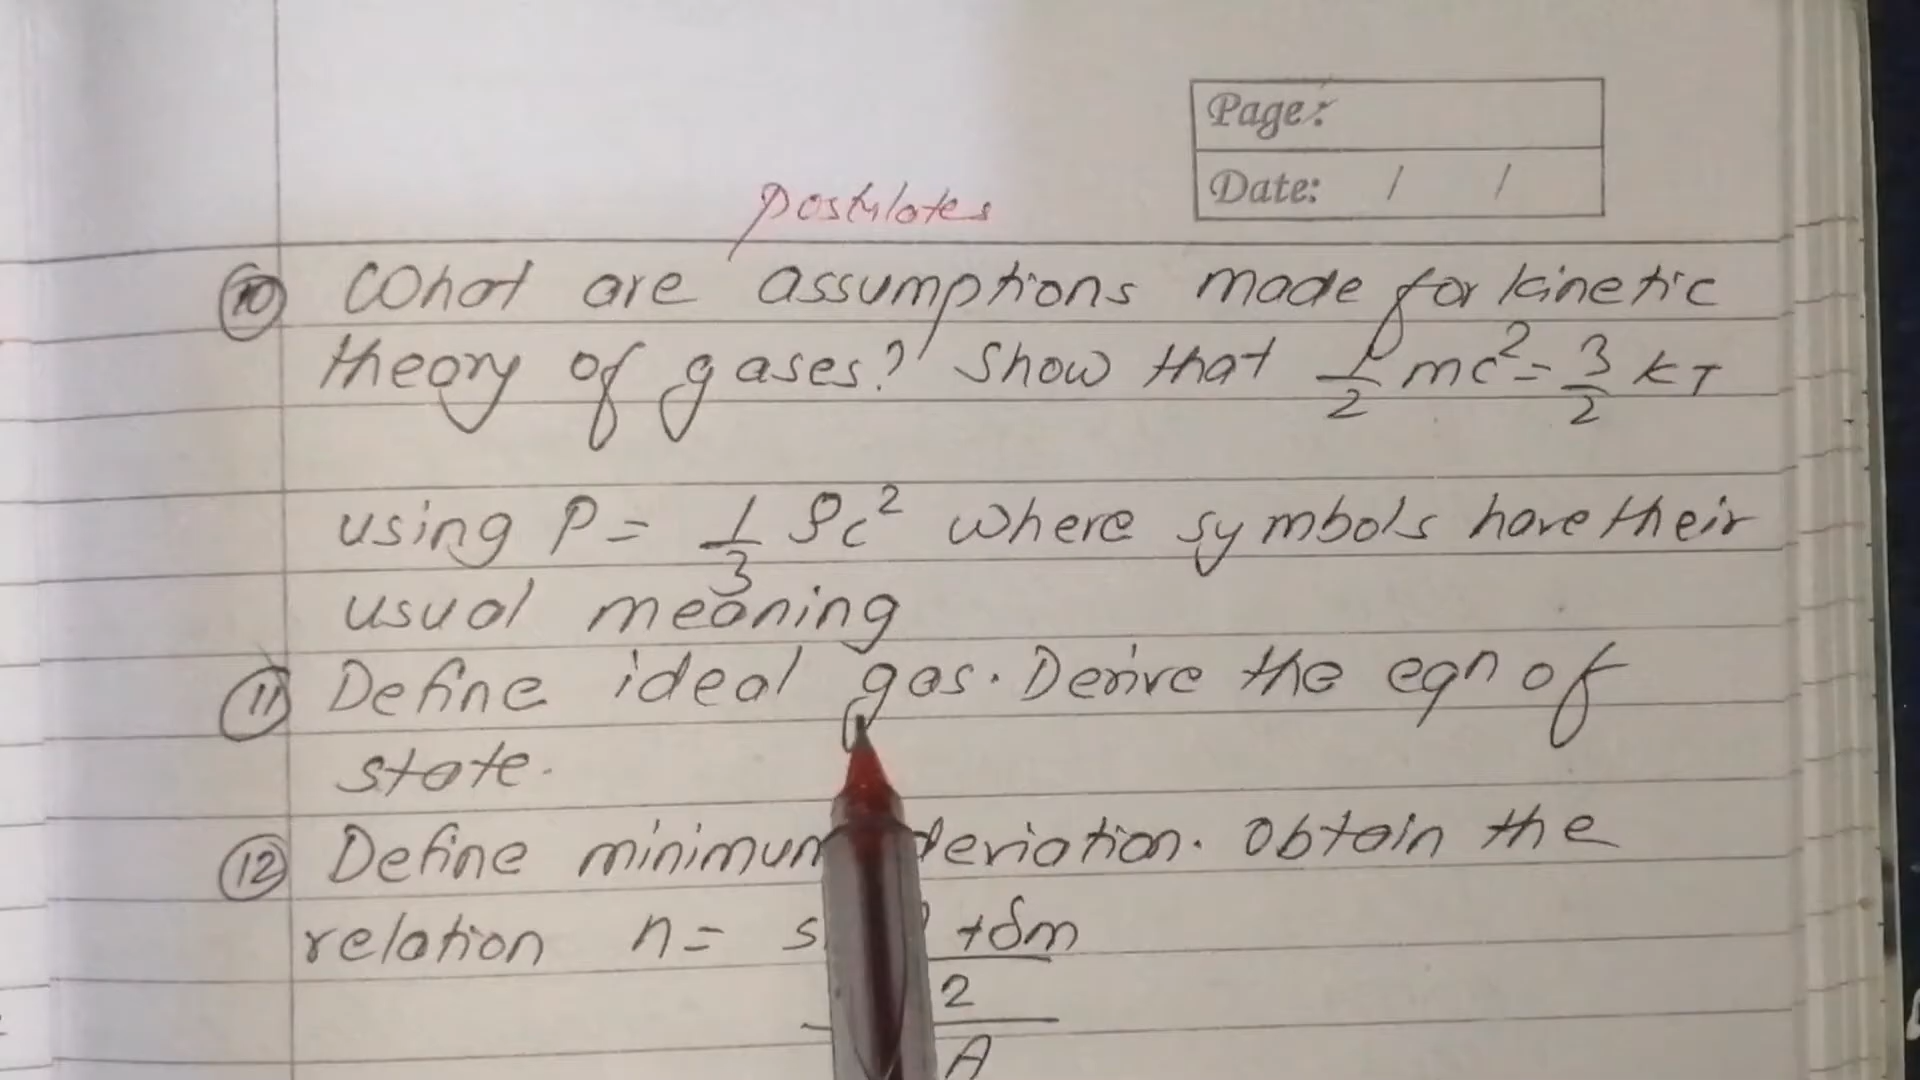 Page:
Date: / /
postulates
10 What are assumptions made for kinetic
theory of gases? Show that 1/2 mc² = 3/2 KT
using P = 1/3 ρc² where symbols have their
usual meaning
11 Define ideal gas. Derive the eqn of
state.
12 Define minimum deviation. Obtain the
relation n = +δm
2
A